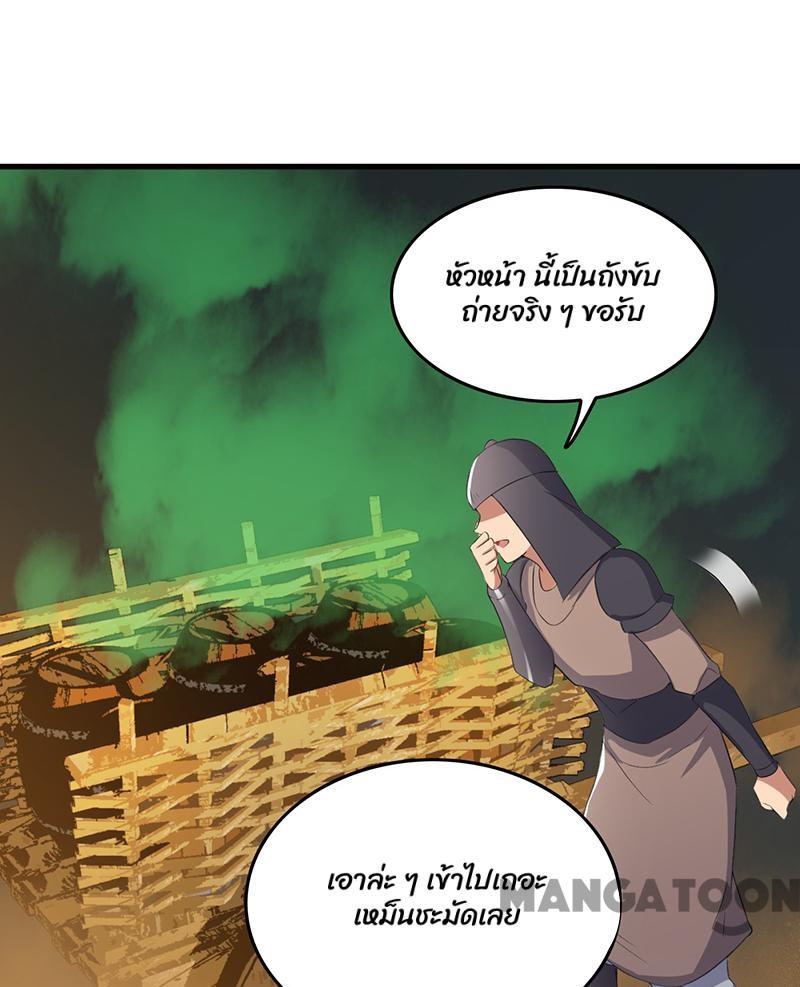 หัวหน้า นี้เป็นถังขับ
ถ่ายจริง ๆ ขอรับ
เอาล่ะ ๆ เข้าไปเถอะ
เหม็นชะมัดเลย
MANGATOON